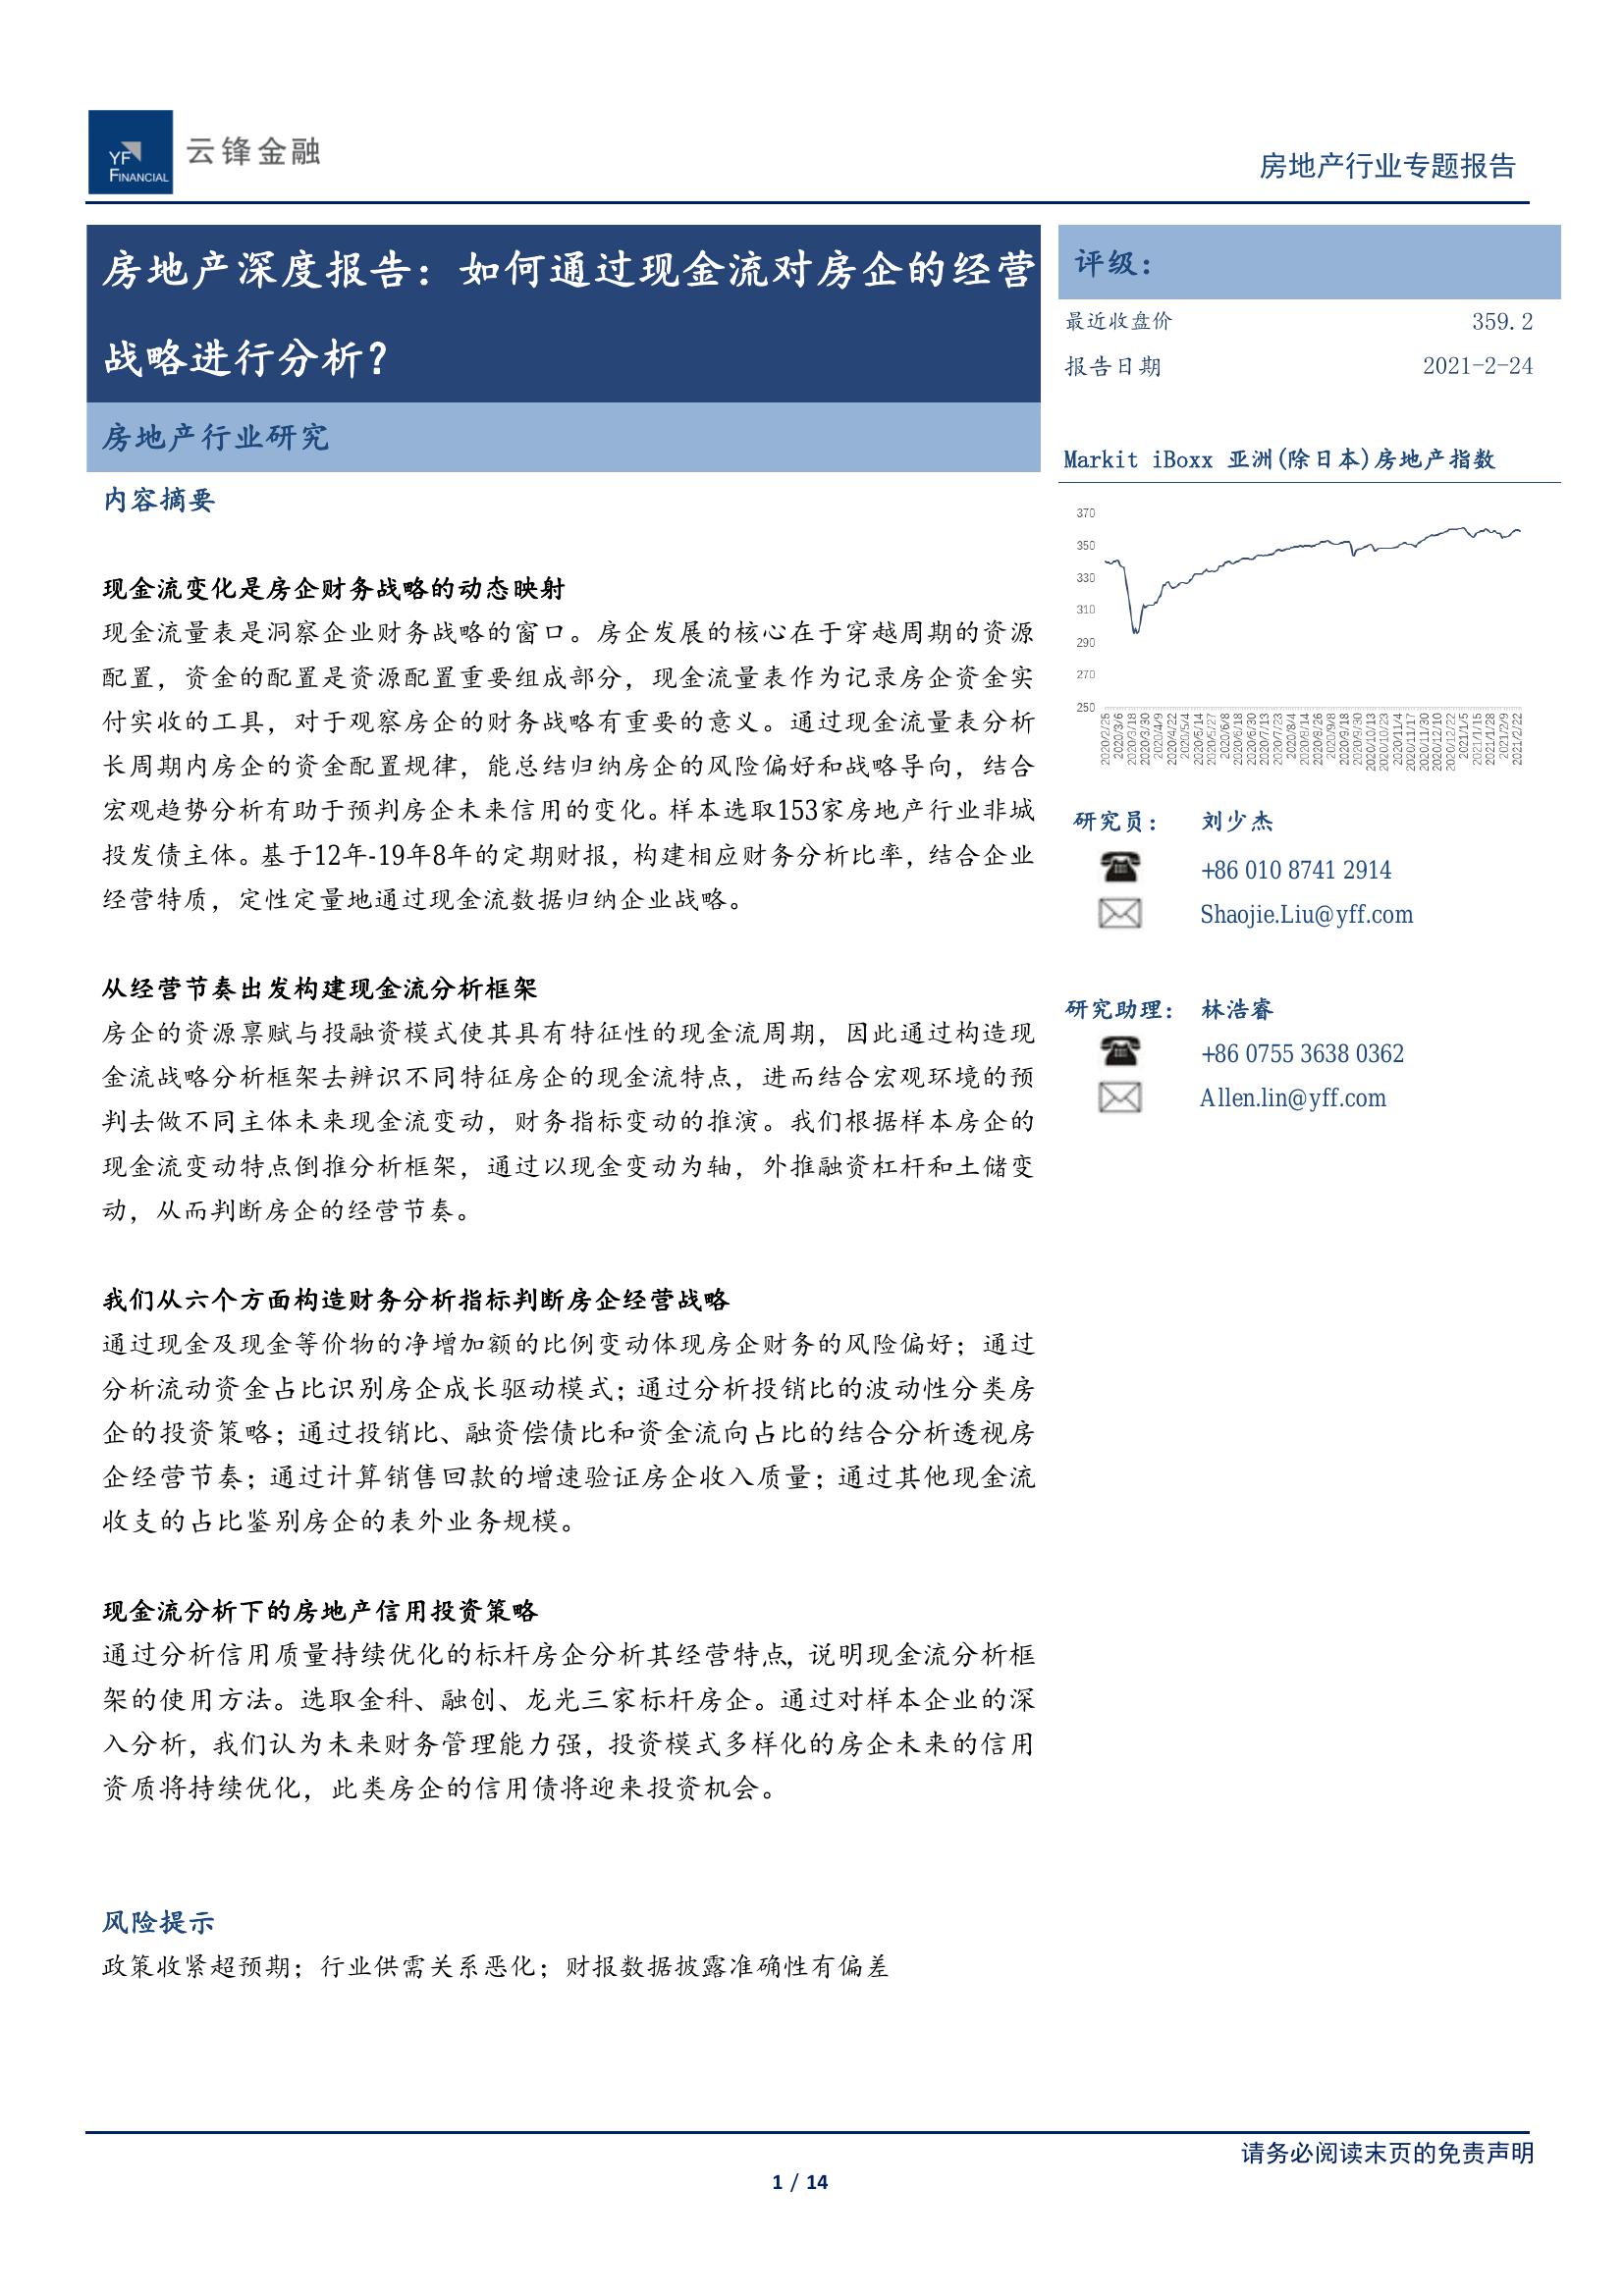 YF
FINANCIAL
云锋金融
房地产行业专题报告
房地产深度报告：如何通过现金流对房企的经营
战略进行分析？
房地产行业研究
内容摘要
现金流变化是房企财务战略的动态映射
现金流量表是洞察企业财务战略的窗口。房企发展的核心在于穿越周期的资源
配置，资金的配置是资源配置重要组成部分，现金流量表作为记录房企资金实
付实收的工具，对于观察房企的财务战略有重要的意义。通过现金流量表分析
长周期内房企的资金配置规律，能总结归纳房企的风险偏好和战略导向，结合
宏观趋势分析有助于预判房企未来信用的变化。样本选取153家房地产行业非城
投发债主体。基于12年-19年8年的定期财报，构建相应财务分析比率，结合企业
经营特质，定性定量地通过现金流数据归纳企业战略。
从经营节奏出发构建现金流分析框架
房企的资源禀赋与投融资模式使其具有特征性的现金流周期，因此通过构造现
金流战略分析框架去辨识不同特征房企的现金流特点，进而结合宏观环境的预
判去做不同主体未来现金流变动，财务指标变动的推演。我们根据样本房企的
现金流变动特点倒推分析框架，通过以现金变动为轴，外推融资杠杆和土储变
动，从而判断房企的经营节奏。
我们从六个方面构造财务分析指标判断房企经营战略
通过现金及现金等价物的净增加额的比例变动体现房企财务的风险偏好；通过
分析流动资金占比识别房企成长驱动模式；通过分析投销比的波动性分类房
企的投资策略；通过投销比、融资偿债比和资金流向占比的结合分析透视房
企经营节奏；通过计算销售回款的增速验证房企收入质量；通过其他现金流
收支的占比鉴别房企的表外业务规模。
现金流分析下的房地产信用投资策略
通过分析信用质量持续优化的标杆房企分析其经营特点，说明现金流分析框
架的使用方法。选取金科、融创、龙光三家标杆房企。通过对样本企业的深
入分析，我们认为未来财务管理能力强，投资模式多样化的房企未来的信用
资质将持续优化，此类房企的信用债将迎来投资机会。
风险提示
政策收紧超预期；行业供需关系恶化；财报数据披露准确性有偏差
评级：
最近收盘价 359.2
报告日期 2021-2-24
Markit iBoxx 亚洲(除日本)房地产指数
370
350
330
310
290
270
250
2020/2/26
2020/3/6
2020/3/18
2020/3/30
2020/4/9
2020/4/22
2020/5/4
2020/5/14
2020/5/27
2020/6/8
2020/6/18
2020/6/30
2020/7/13
2020/7/23
2020/8/4
2020/8/14
2020/8/26
2020/9/8
2020/9/18
2020/9/30
2020/10/13
2020/10/23
2020/11/4
2020/11/17
2020/11/30
2020/12/10
2020/12/22
2021/1/5
2021/1/15
2021/1/28
2021/2/9
2021/2/22
研究员： 刘少杰
+86 010 8741 2914
Shaojie.Liu@yff.com
研究助理： 林浩睿
+86 0755 3638 0362
Allen.lin@yff.com
请务必阅读末页的免责声明
1 / 14